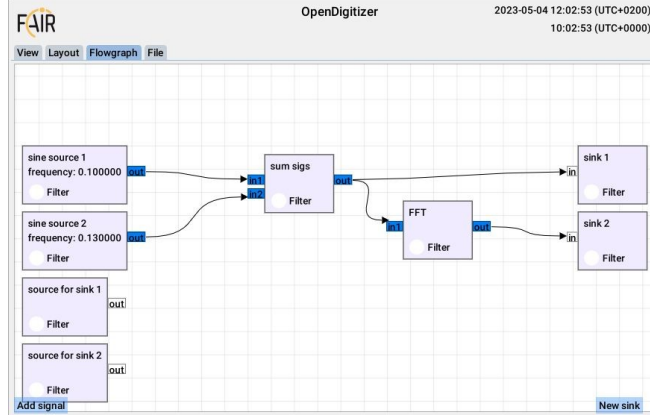 FAIR
OpenDigitizer
2023-05-04 12:02:53 (UTC+0200)
10:02:53 (UTC+0000)
View Layout Flowgraph File
sine source 1
frequency: 0.100000
out
Filter
sine source 2
frequency: 0.130000
out
Filter
source for sink 1
out
Filter
source for sink 2
out
Filter
sum sigs
in1
in2
out
Filter
FFT
in1
out
Filter
sink 1
in
Filter
sink 2
in
Filter
Add signal
New sink